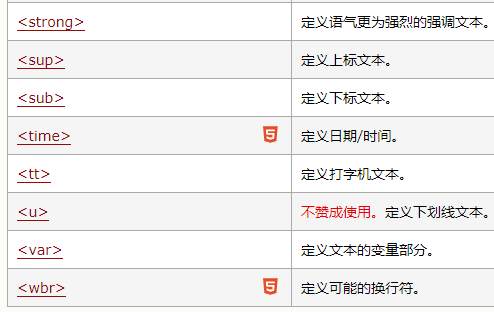 <strong> 定义语气更为强烈的强调文本。
<sup> 定义上标文本。
<sub> 定义下标文本。
<time> 5 定义日期/时间。
<tt> 定义打字机文本。
<u> 不赞成使用。定义下划线文本。
<var> 定义文本的变量部分。
<wbr> 5 定义可能的换行符。